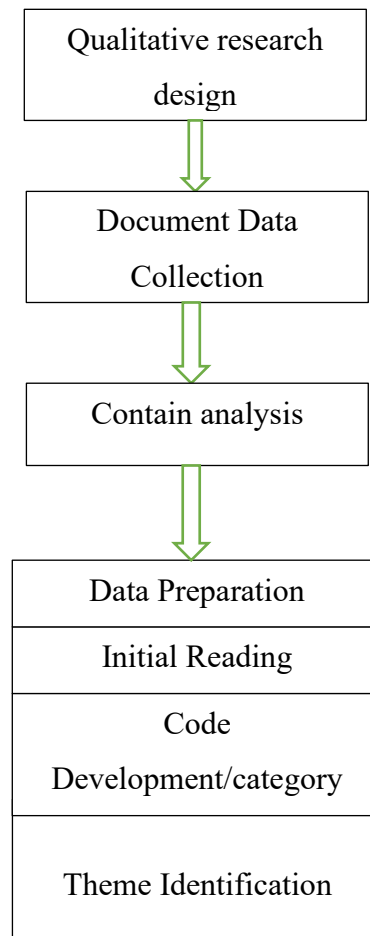 Qualitative research
design
Document Data
Collection
Contain analysis
Data Preparation
Initial Reading
Code
Development/category
Theme Identification